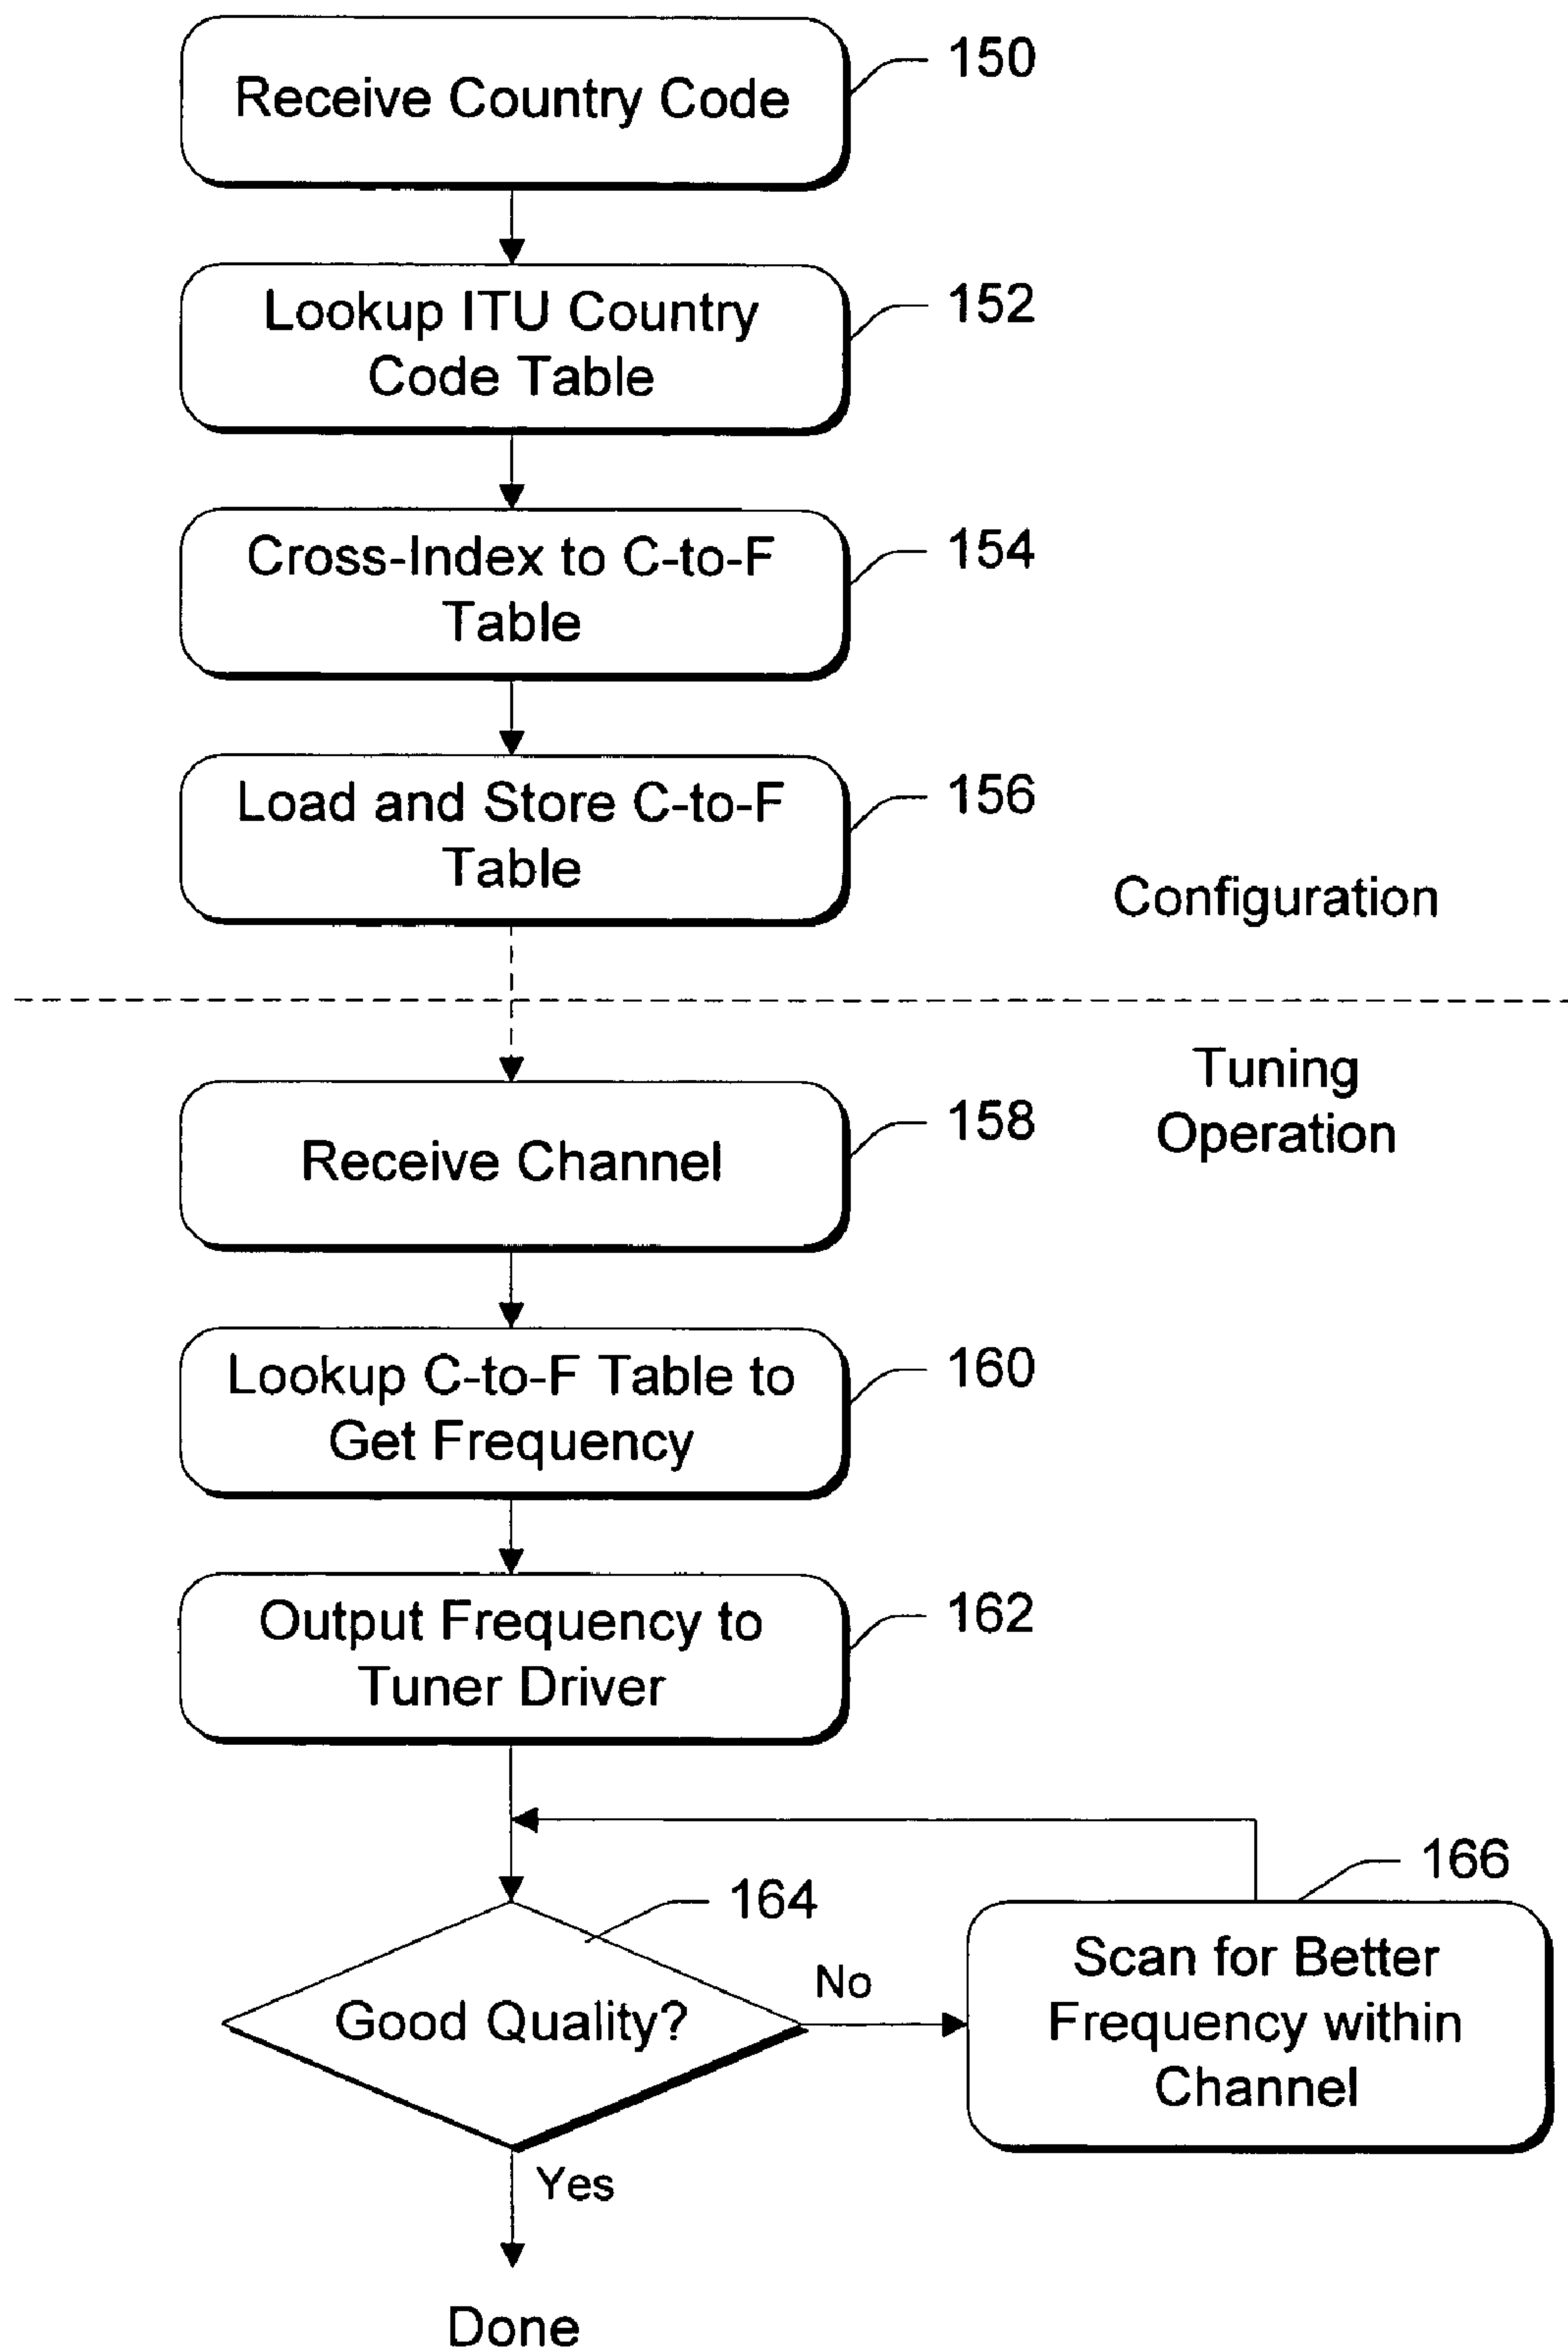 Receive Country Code
150
Lookup ITU Country
Code Table
152
Cross-Index to C-to-F
Table
154
Load and Store C-to-F
Table
156
Configuration
Tuning
Operation
Receive Channel
158
Lookup C-to-F Table to
Get Frequency
160
Output Frequency to
Tuner Driver
162
164
Good Quality?
No
166
Scan for Better
Frequency within
Channel
Yes
Done